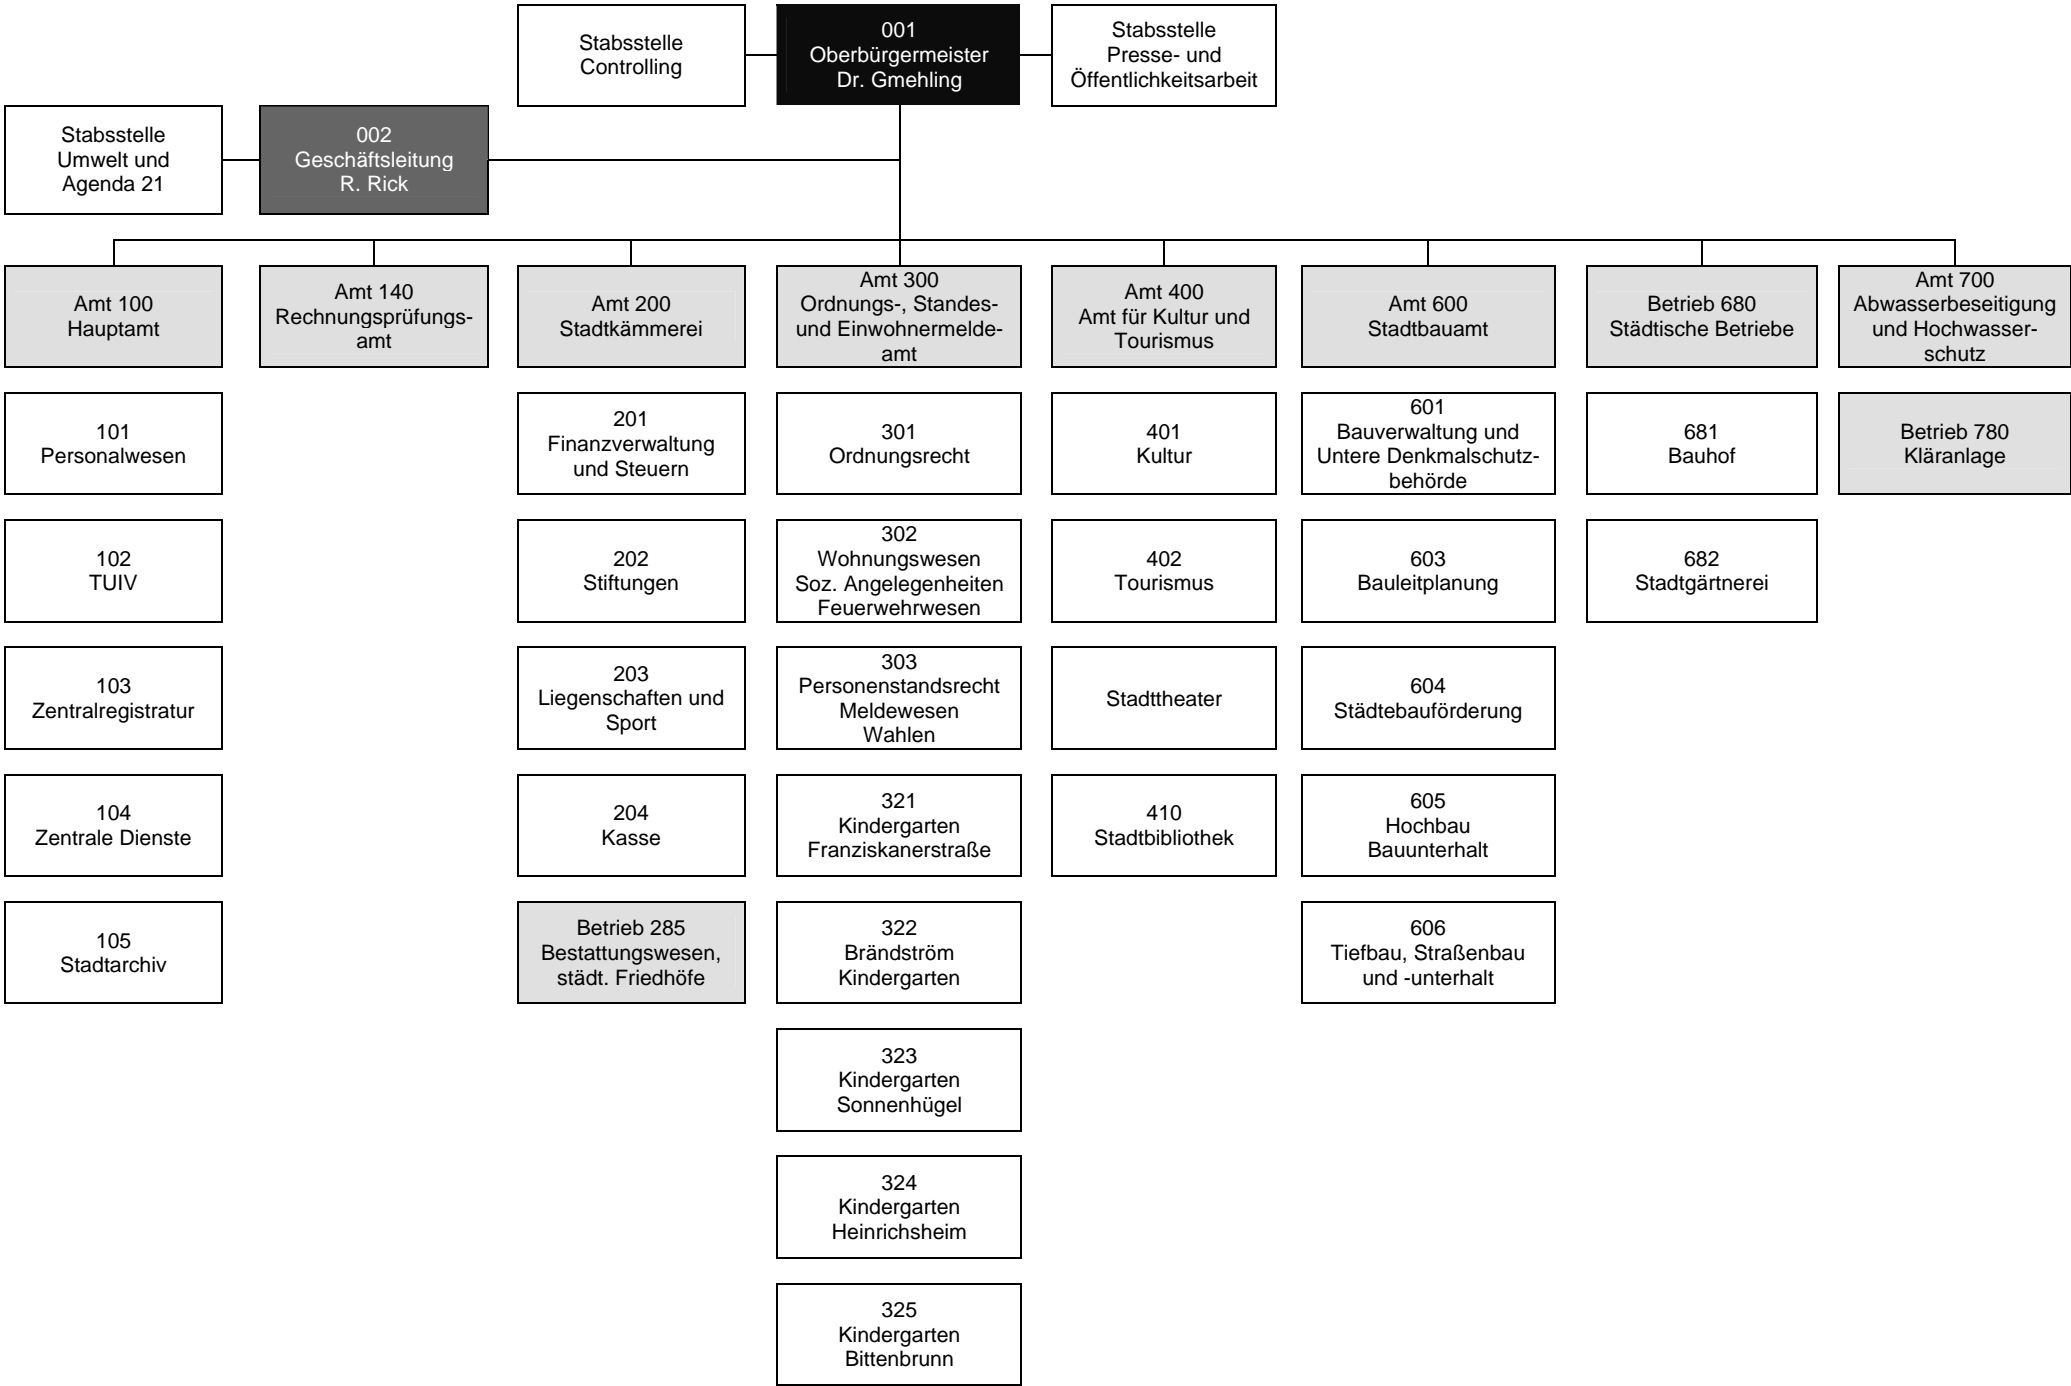 Stabsstelle
Controlling
001
Oberbürgermeister
Dr. Gmehling
Stabsstelle
Presse- und
Öffentlichkeitsarbeit
Stabsstelle
Umwelt und
Agenda 21
002
Geschäftsleitung
R. Rick
Amt 100
Hauptamt
Amt 140
Rechnungsprüfungs-
amt
Amt 200
Stadtkämmerei
Amt 300
Ordnungs-, Standes-
und Einwohnermelde-
amt
Amt 400
Amt für Kultur und
Tourismus
Amt 600
Stadtbauamt
Betrieb 680
Städtische Betriebe
Amt 700
Abwasserbeseitigung
und Hochwasser-
schutz
101
Personalwesen
201
Finanzverwaltung
und Steuern
301
Ordnungsrecht
401
Kultur
601
Bauverwaltung und
Untere Denkmalschutz-
behörde
681
Bauhof
Betrieb 780
Kläranlage
102
TUIV
202
Stiftungen
302
Wohnungswesen
Soz. Angelegenheiten
Feuerwehrwesen
402
Tourismus
603
Bauleitplanung
682
Stadtgärtnerei
103
Zentralregistratur
203
Liegenschaften und
Sport
303
Personenstandsrecht
Meldewesen
Wahlen
Stadttheater
604
Städtebauförderung
104
Zentrale Dienste
204
Kasse
321
Kindergarten
Franziskanerstraße
410
Stadtbibliothek
605
Hochbau
Bauunterhalt
105
Stadtarchiv
Betrieb 285
Bestattungswesen,
städt. Friedhöfe
322
Brändström
Kindergarten
606
Tiefbau, Straßenbau
und -unterhalt
323
Kindergarten
Sonnenhügel
324
Kindergarten
Heinrichsheim
325
Kindergarten
Bittenbrunn